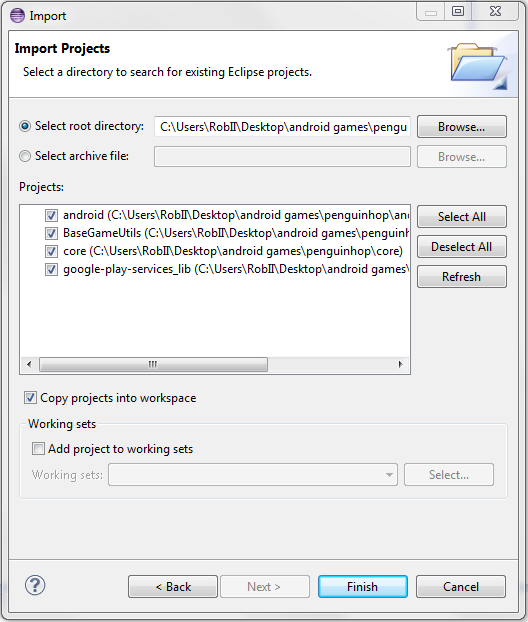 Import
Import Projects
Select a directory to search for existing Eclipse projects.
Select root directory: C:\Users\RobII\Desktop\android games\pengu Browse...
Select archive file: Browse...
Projects:
android (C:\Users\RobII\Desktop\android games\penguinhop\and
BaseGameUtils (C:\Users\RobII\Desktop\android games\penguinh
core (C:\Users\RobII\Desktop\android games\penguinhop\core)
google-play-services_lib (C:\Users\RobII\Desktop\android games\
Select All
Deselect All
Refresh
Copy projects into workspace
Working sets
Add project to working sets
Working sets: Select...
? < Back Next > Finish Cancel